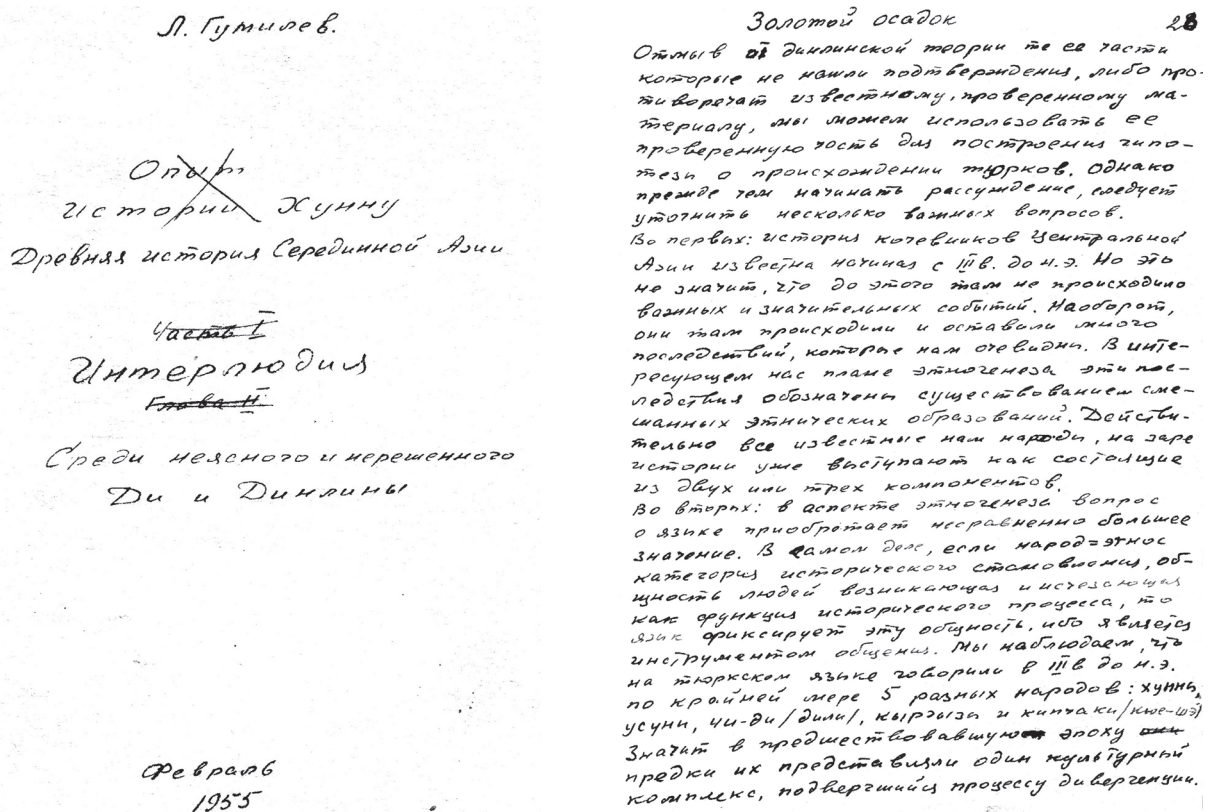 Л. Гумилев.
Опыт
истории Хунну
Древняя история Серединной Азии
Часть I
Интерлюдия
Глава II
Среди неясного и нерешенного
Ди и Динлины
Февраль
1955
Золотой осадок
Отмыв от динлинской теории те ее части
которые не нашли подтверждения, либо про-
тиворечат известному, проверенному ма-
териалу, мы можем использовать ее
проверенную часть для построения гипо-
тезы о происхождении тюрков. Однако
прежде чем начинать рассуждение, следует
уточнить несколько важных вопросов.
Во первых: история кочевников Центральной
Азии известна начиная с III в. до н.э. Но это
не значит, что до этого там не происходило
важных и значительных событий. Наоборот,
они там происходили и оставили много
последствий, которые нам очевидны. В инте-
ресующем нас плане этногенеза эти пос-
ледствия обозначены существованием сме-
шанных этнических образований. Действи-
тельно все известные нам народы, на заре
истории уже выступают как состоящие
из двух или трех компонентов.
Во вторых: в аспекте этногенеза вопрос
о языке приобретает несравненно большее
значение. В самом деле, если народ=этнос
категория исторического становления, об-
щность людей возникающая и исчезающая
как функция исторического процесса, то
язык фиксирует эту общность, ибо является
инструментом общения. Мы наблюдаем, что
на тюркском языке говорили в III в до н.э.
по крайней мере 5 разных народов: хунны,
усуни, чи-ди /дили/, кыргызы и кипчаки /кюе-шэ/
Значит в предшествовавшую эпоху они
предки их представляли один культурный
комплекс, подвергшийся процессу дивергенции.